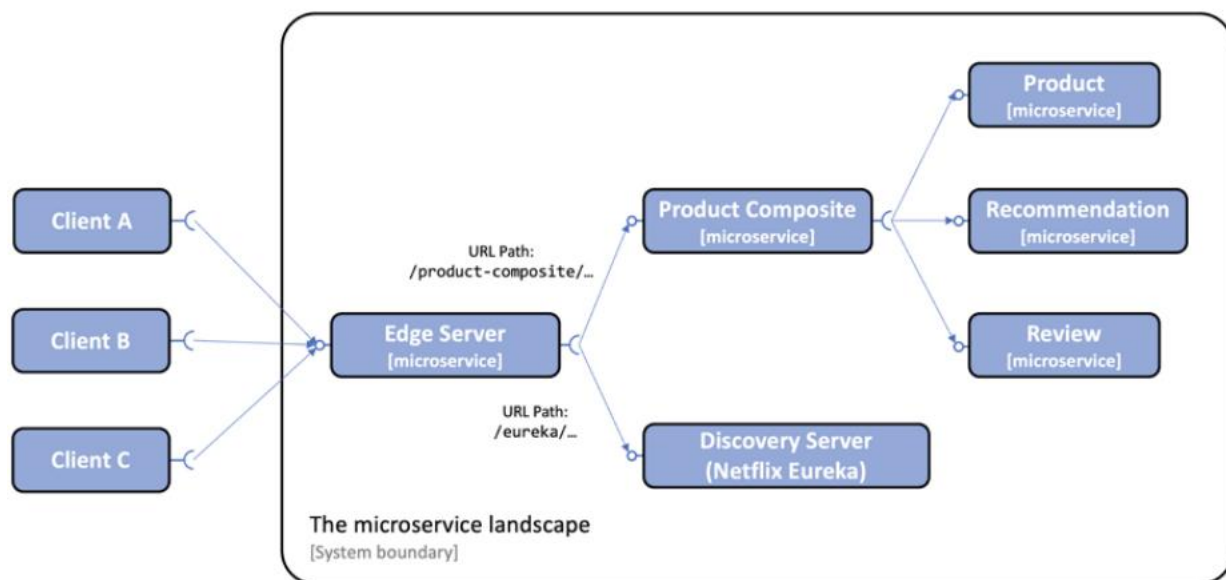 Client A
Client B
Client C
Edge Server
[microservice]
URL Path:
/product-composite/…
URL Path:
/eureka/…
Product Composite
[microservice]
Discovery Server
(Netflix Eureka)
Product
[microservice]
Recommendation
[microservice]
Review
[microservice]
The microservice landscape
[System boundary]